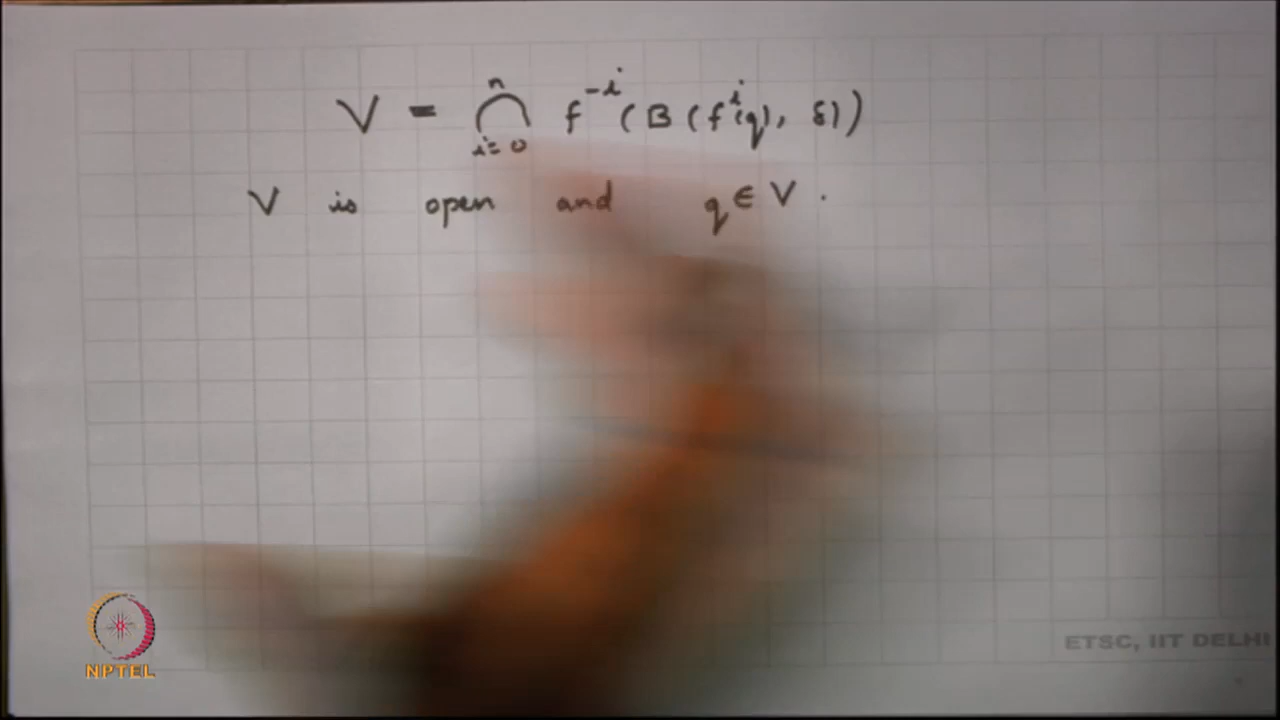 V = ⋂_{i=0}^{n} f^{-i}(B(f^i(q), δ))
V is open and q ∈ V.
NPTEL
ETSC, IIT DELHI